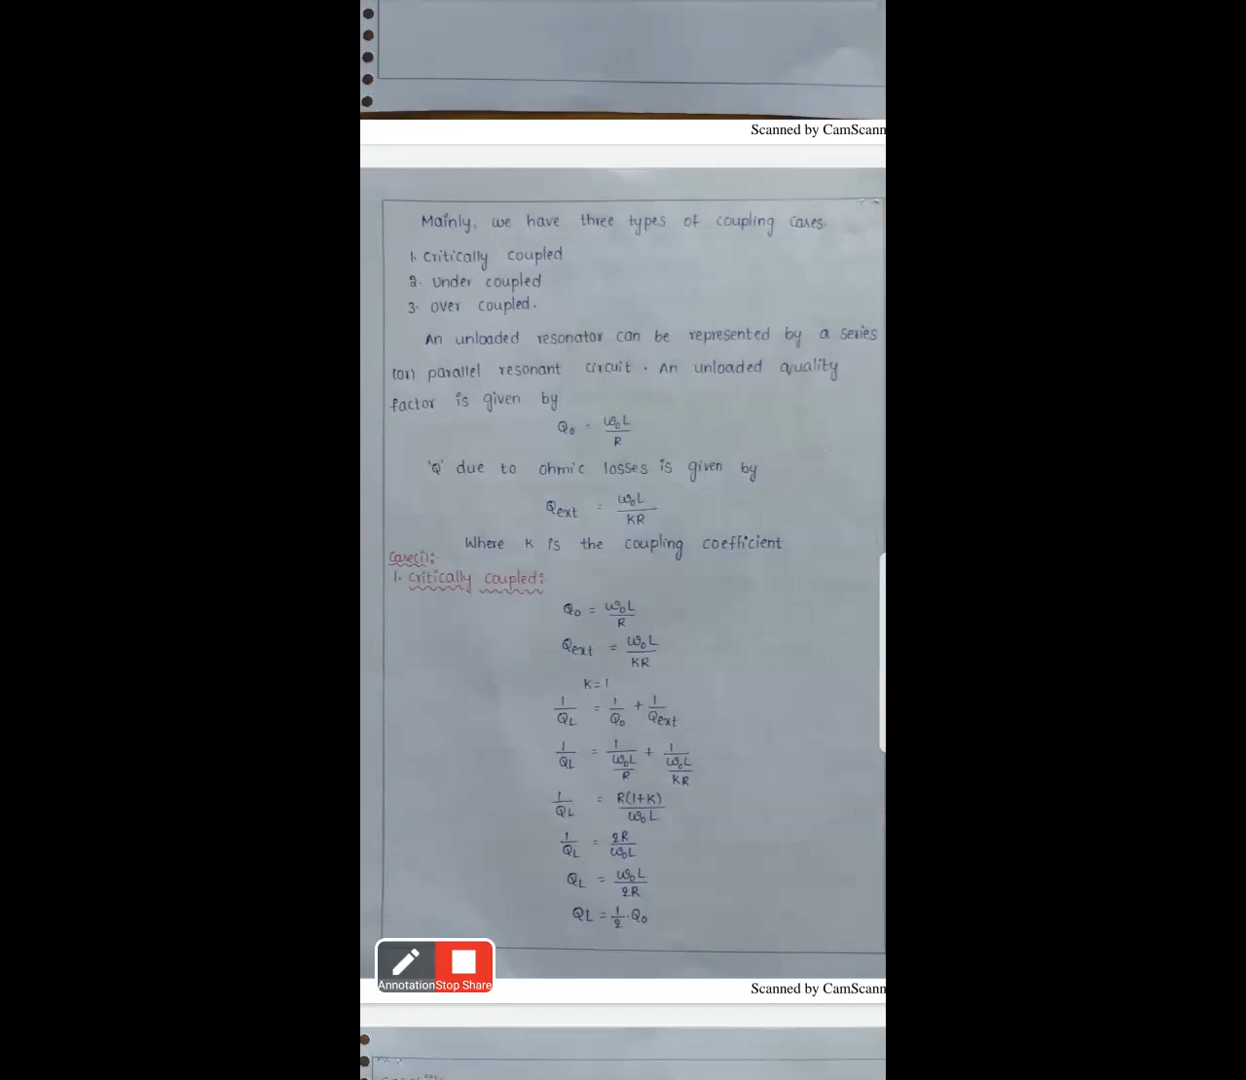 Scanned by CamScann
Mainly, we have three types of coupling cases.
1. Critically coupled
2. Under coupled
3. Over coupled.
An unloaded resonator can be represented by a series
(or) parallel resonant circuit. An unloaded quality
factor is given by
Q₀ = ω₀L/R
'Q' due to ohmic losses is given by
Qext = ω₀L/KR
Where K is the coupling coefficient
Case(i):
1. Critically coupled:
Q₀ = ω₀L/R
Qext = ω₀L/KR
K=1
1/QL = 1/Q₀ + 1/Qext
1/QL = 1/(ω₀L/R) + 1/(ω₀L/KR)
1/QL = R(1+K)/ω₀L
1/QL = 2R/ω₀L
QL = ω₀L/2R
QL = 1/2 · Q₀
Annotation Stop Share
Scanned by CamScann